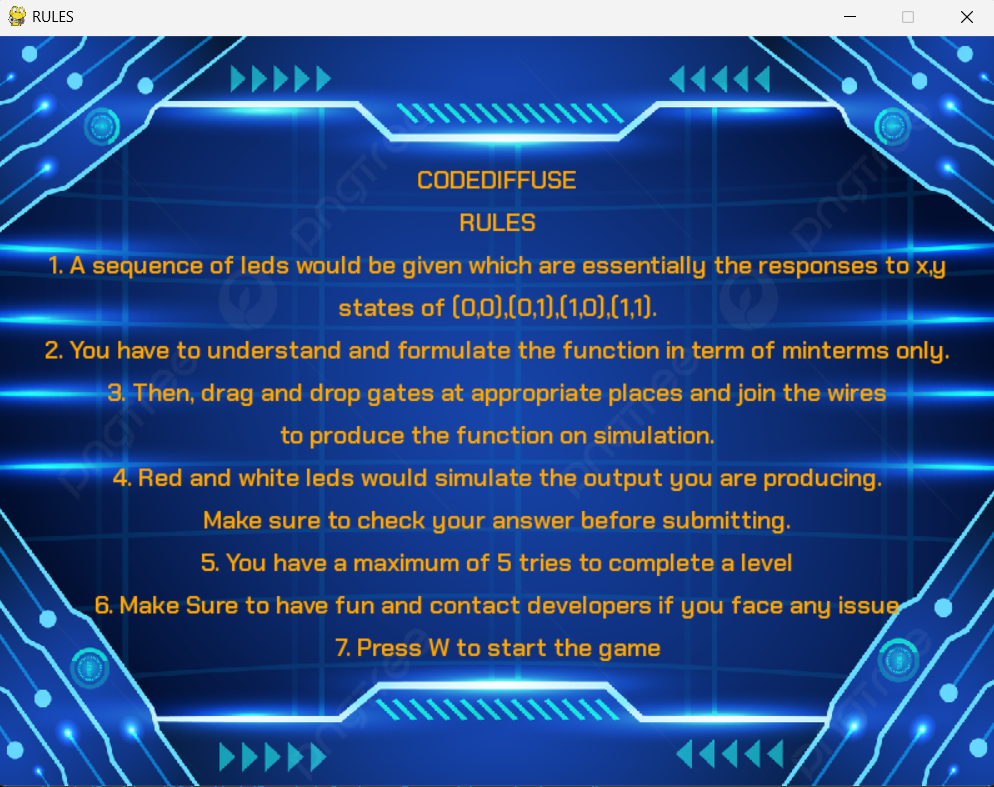 RULES
CODEDIFFUSE
RULES
1. A sequence of leds would be given which are essentially the responses to x,y
states of (0,0),(0,1),(1,0),(1,1).
2. You have to understand and formulate the function in term of minterms only.
3. Then, drag and drop gates at appropriate places and join the wires
to produce the function on simulation.
4. Red and white leds would simulate the output you are producing.
Make sure to check your answer before submitting.
5. You have a maximum of 5 tries to complete a level
6. Make Sure to have fun and contact developers if you face any issue
7. Press W to start the game
pngtree
pngtree
pngtree
pngtree